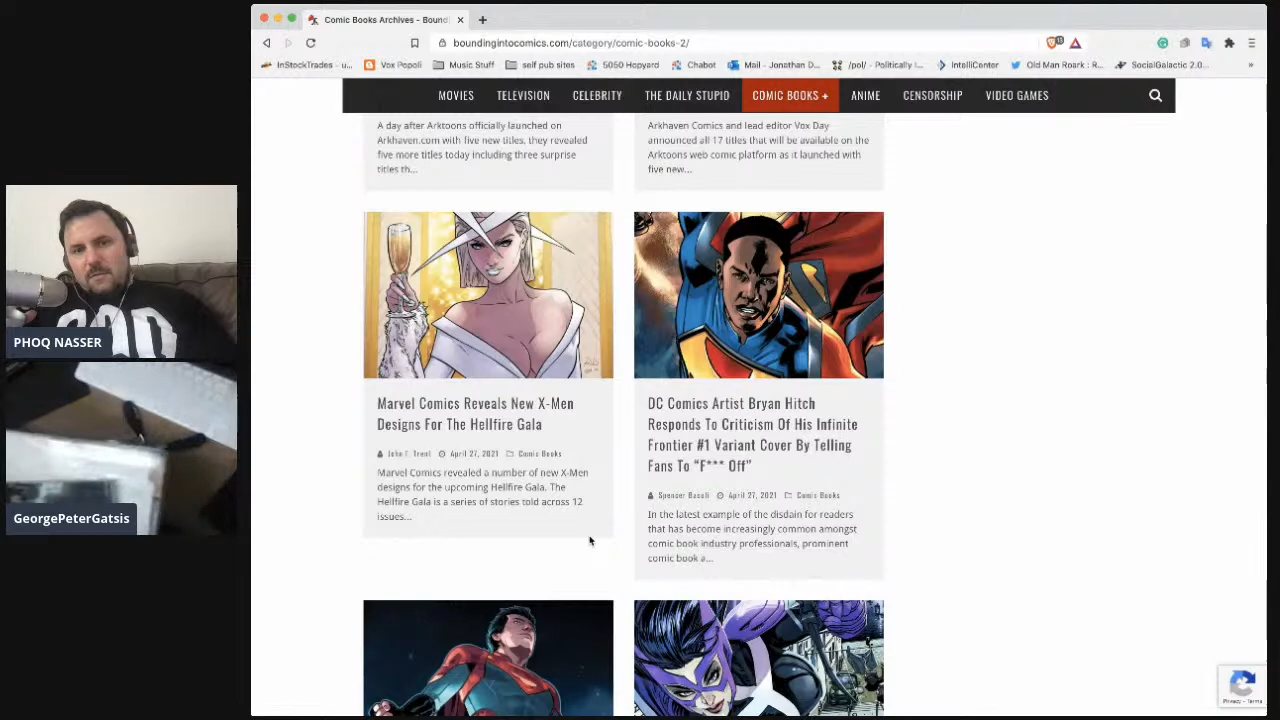 Comic Books Archives - Bound
boundingintocomics.com/category/comic-books-2/
InStockTrades - u...
Vox Popoli
Music Stuff
self pub sites
5050 Hopyard
Chabot
Mail - Jonathan D...
/pol/ - Politically I...
IntelliCenter
Old Man Roark : R...
SocialGalactic 2.0...
MOVIES TELEVISION CELEBRITY THE DAILY STUPID COMIC BOOKS + ANIME CENSORSHIP VIDEO GAMES
A day after Arktoons officially launched on
Arkhaven.com with five new titles, they revealed
five more titles today including three surprise
titles th...
Arkhaven Comics and lead editor Vox Day
announced all 17 titles that will be available on the
Arktoons web comic platform as it launched with
five new...
Marvel Comics Reveals New X-Men
Designs For The Hellfire Gala
John F. Trent April 27, 2021 Comic Books
Marvel Comics revealed a number of new X-Men
designs for the upcoming Hellfire Gala. The
Hellfire Gala is a series of stories told across 12
issues...
DC Comics Artist Bryan Hitch
Responds To Criticism Of His Infinite
Frontier #1 Variant Cover By Telling
Fans To “F*** Off”
Spencer Baculi April 27, 2021 Comic Books
In the latest example of the disdain for readers
that has become increasingly common amongst
comic book industry professionals, prominent
comic book a...
PHOQ NASSER
GeorgePeterGatsis
Privacy - Terms